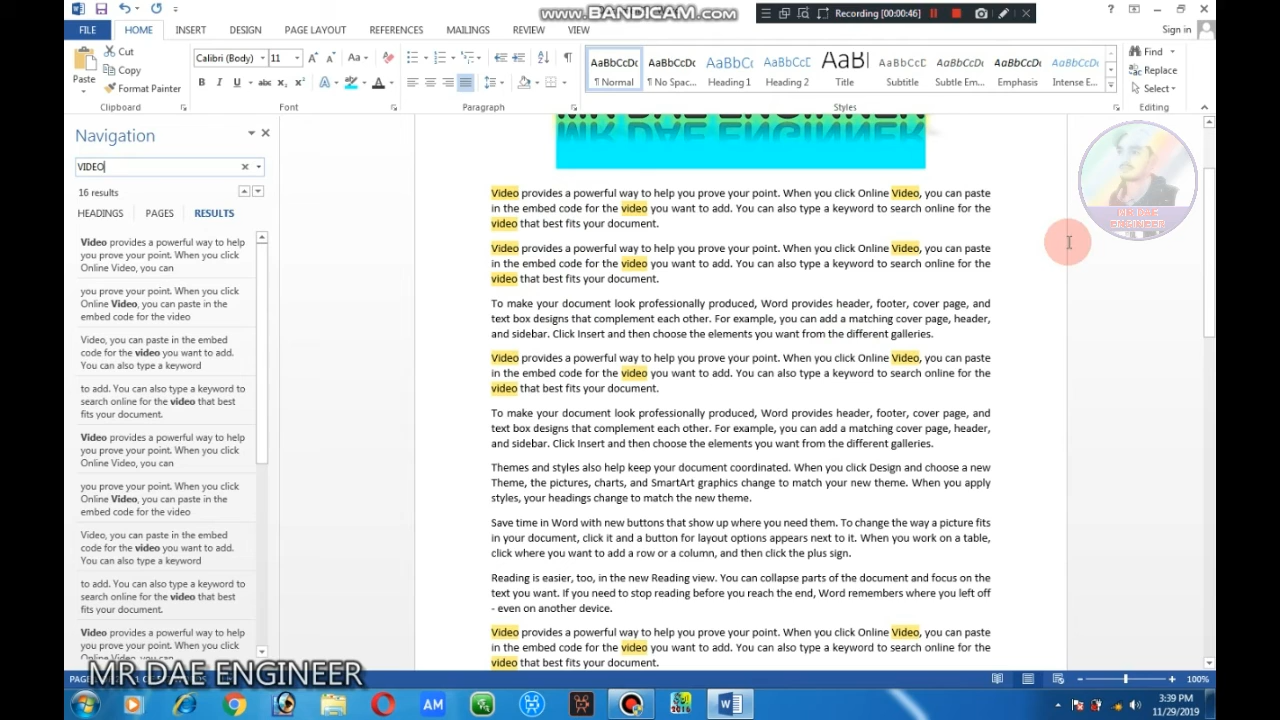 www.BANDICAM.com
Recording [00:00:46]
Sign in
FILE HOME INSERT DESIGN PAGE LAYOUT REFERENCES MAILINGS REVIEW VIEW
Paste
Cut
Copy
Format Painter
Clipboard
Calibri (Body) 11
Font
Paragraph
AaBbCcDc AaBbCcDc AaBbC AaBbCc AaBl AaBbCcD AaBbCcDc AaBbCcDc AaBbCcDc
¶ Normal ¶ No Spac... Heading 1 Heading 2 Title Subtitle Subtle Em... Emphasis Intense E...
Styles
Find
Replace
Select
Editing
Navigation
VIDEO
16 results
HEADINGS PAGES RESULTS
Video provides a powerful way to help
you prove your point. When you click
Online Video, you can
you prove your point. When you click
Online Video, you can paste in the
embed code for the video
Video, you can paste in the embed
code for the video you want to add.
You can also type a keyword
to add. You can also type a keyword to
search online for the video that best
fits your document.
Video provides a powerful way to help
you prove your point. When you click
Online Video, you can
you prove your point. When you click
Online Video, you can paste in the
embed code for the video
Video, you can paste in the embed
code for the video you want to add.
You can also type a keyword
to add. You can also type a keyword to
search online for the video that best
fits your document.
Video provides a powerful way to help
you prove your point. When you click
Online Video, you can
MR DAE ENGINEER
MR DAE
ENGINEER
Video provides a powerful way to help you prove your point. When you click Online Video, you can paste
in the embed code for the video you want to add. You can also type a keyword to search online for the
video that best fits your document.
Video provides a powerful way to help you prove your point. When you click Online Video, you can paste
in the embed code for the video you want to add. You can also type a keyword to search online for the
video that best fits your document.
To make your document look professionally produced, Word provides header, footer, cover page, and
text box designs that complement each other. For example, you can add a matching cover page, header,
and sidebar. Click Insert and then choose the elements you want from the different galleries.
Video provides a powerful way to help you prove your point. When you click Online Video, you can paste
in the embed code for the video you want to add. You can also type a keyword to search online for the
video that best fits your document.
To make your document look professionally produced, Word provides header, footer, cover page, and
text box designs that complement each other. For example, you can add a matching cover page, header,
and sidebar. Click Insert and then choose the elements you want from the different galleries.
Themes and styles also help keep your document coordinated. When you click Design and choose a new
Theme, the pictures, charts, and SmartArt graphics change to match your new theme. When you apply
styles, your headings change to match the new theme.
Save time in Word with new buttons that show up where you need them. To change the way a picture fits
in your document, click it and a button for layout options appears next to it. When you work on a table,
click where you want to add a row or a column, and then click the plus sign.
Reading is easier, too, in the new Reading view. You can collapse parts of the document and focus on the
text you want. If you need to stop reading before you reach the end, Word remembers where you left off
- even on another device.
Video provides a powerful way to help you prove your point. When you click Online Video, you can paste
in the embed code for the video you want to add. You can also type a keyword to search online for the
video that best fits your document.
MR DAE ENGINEER
100%
AM
2016
3:39 PM
11/29/2019